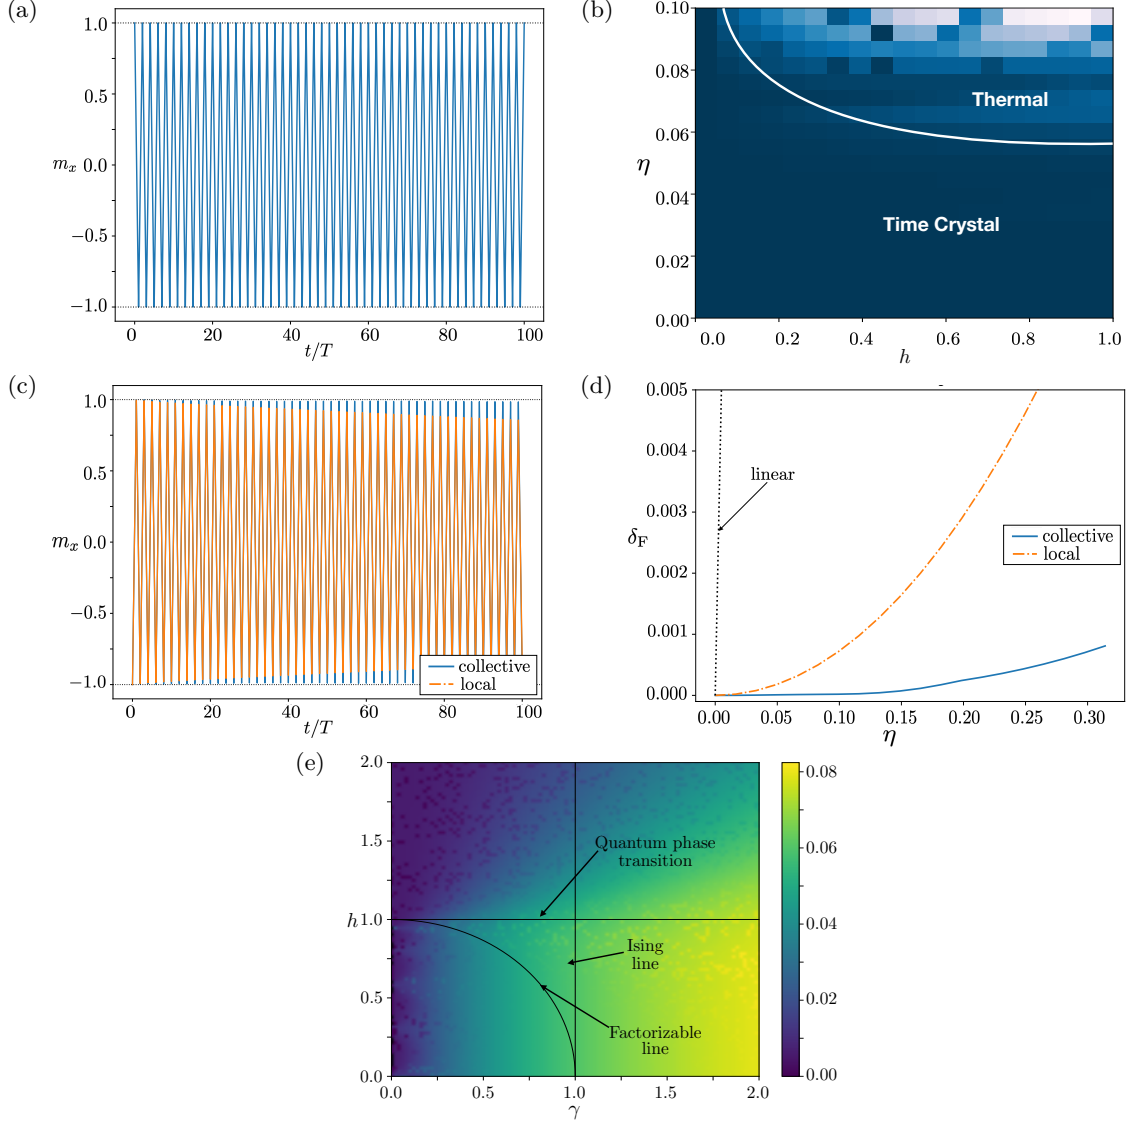 (a)
1.0
0.5
m_x 0.0
−0.5
−1.0
0 20 40 60 80 100
t/T
(b)
0.10
0.08
0.06
η
0.04
0.02
0.00
Thermal
Time Crystal
0.0 0.2 0.4 0.6 0.8 1.0
h
(c)
1.0
0.5
m_x 0.0
−0.5
−1.0
collective
local
0 20 40 60 80 100
t/T
(d)
0.005
0.004
0.003
δ_F
0.002
0.001
0.000
linear
collective
local
0.00 0.05 0.10 0.15 0.20 0.25 0.30
η
(e)
2.0
1.5
h 1.0
0.5
0.0
Quantum phase
transition
Ising
line
Factorizable
line
0.0 0.5 1.0 1.5 2.0
γ
0.08
0.06
0.04
0.02
0.00